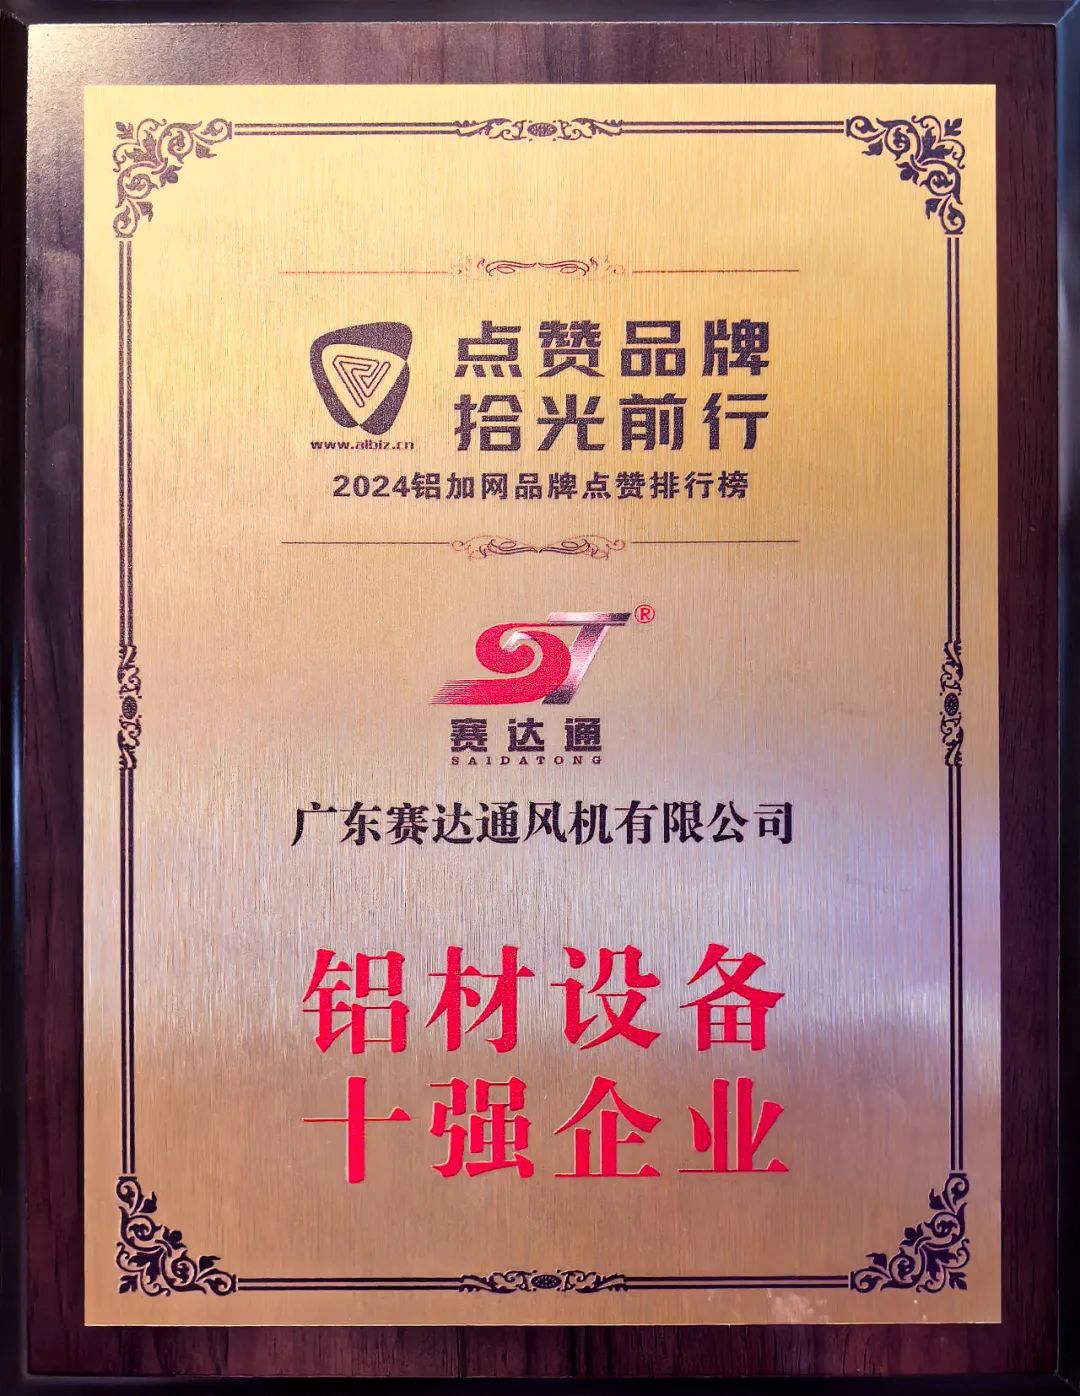 点赞品牌
拾光前行
www.albiz.cn
2024铝加网品牌点赞排行榜
ST®
赛达通
SAIDATONG
广东赛达通风机有限公司
铝材设备
十强企业